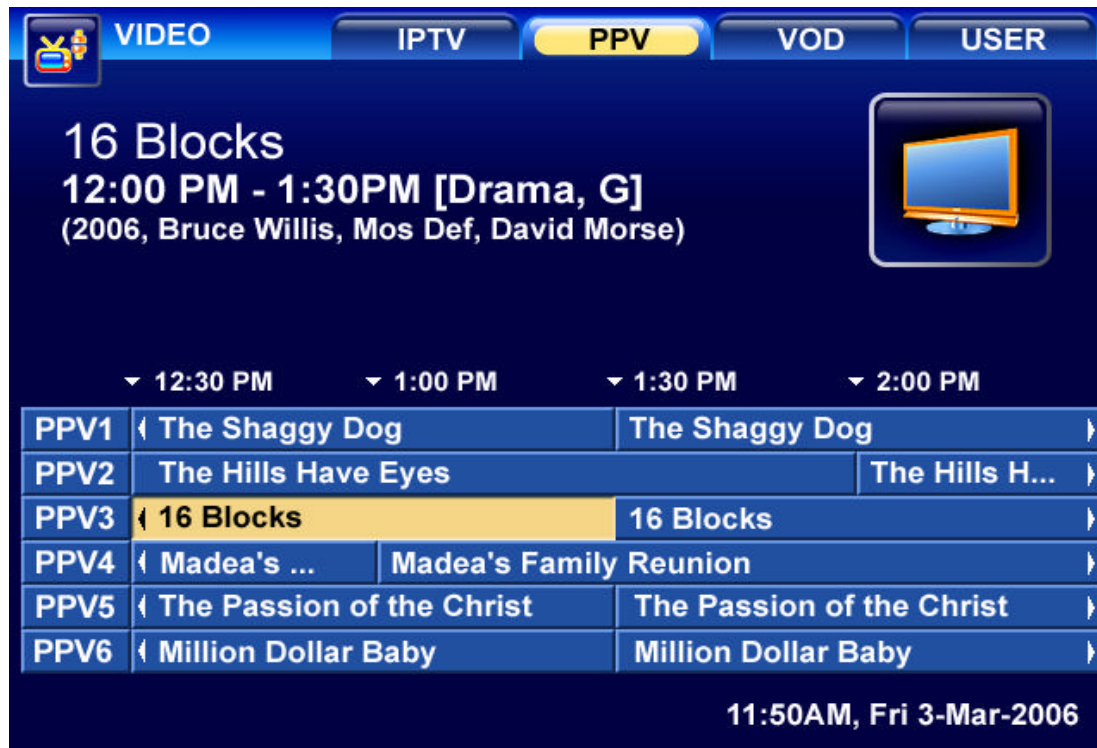 VIDEO IPTV PPV VOD USER
16 Blocks
12:00 PM - 1:30PM [Drama, G]
(2006, Bruce Willis, Mos Def, David Morse)
12:30 PM 1:00 PM 1:30 PM 2:00 PM
PPV1 The Shaggy Dog The Shaggy Dog
PPV2 The Hills Have Eyes The Hills H...
PPV3 16 Blocks 16 Blocks
PPV4 Madea's ... Madea's Family Reunion
PPV5 The Passion of the Christ The Passion of the Christ
PPV6 Million Dollar Baby Million Dollar Baby
11:50AM, Fri 3-Mar-2006